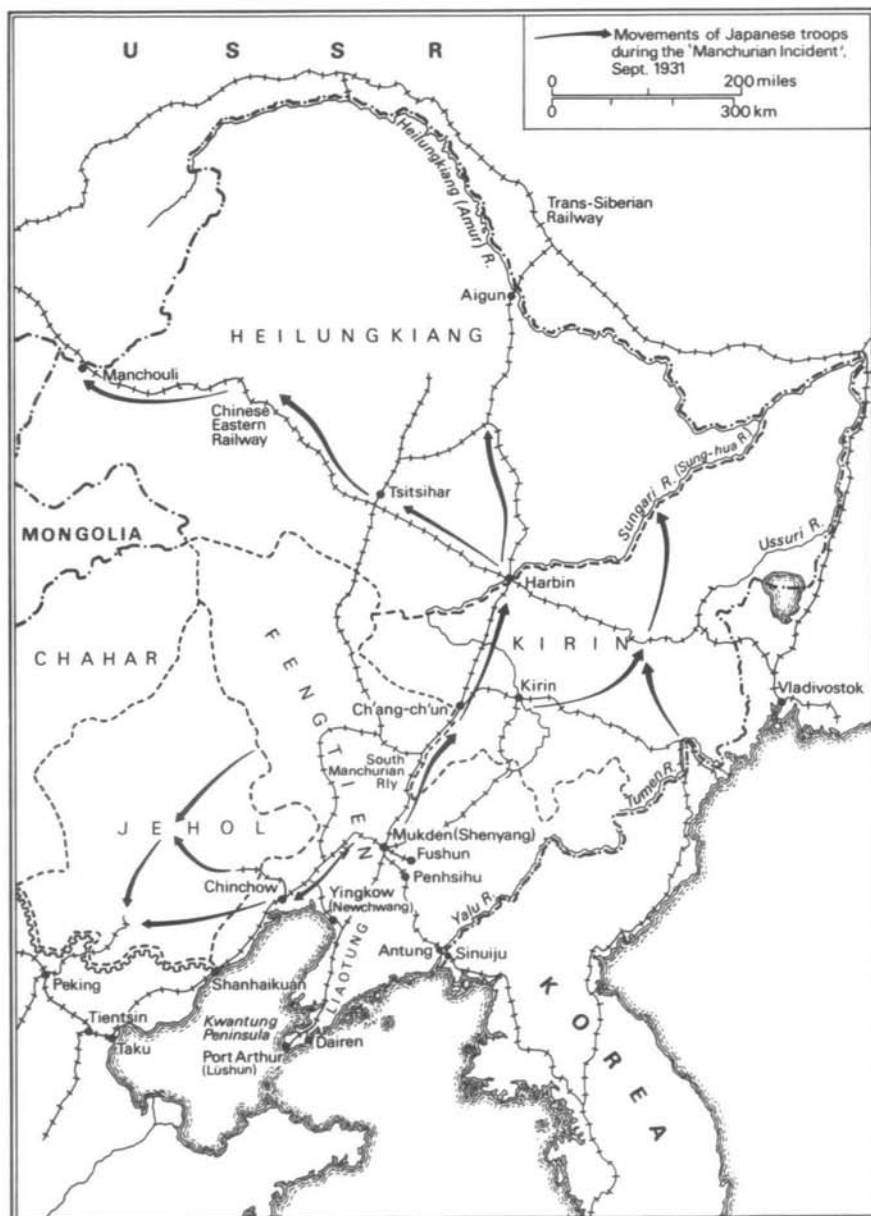 U S S R
Movements of Japanese troops
during the 'Manchurian Incident'.
Sept. 1931
0 200 miles
0 300 km
Heilungkiang (Amur) R.
Trans-Siberian
Railway
Aigun
HEILUNGKIANG
Manchouli
Chinese
Eastern
Railway
Tsitsihar
Sungari R. (Sung-hua R.)
Ussuri R.
MONGOLIA
Harbin
CHAHAR
FENGTIEN
KIRIN
Kirin
Vladivostok
Ch'ang-ch'un
South
Manchurian
Rly
Tumen R.
JEHOL
Mukden (Shenyang)
Fushun
Penhsihu
Chinchow
Yingkow
(Newchwang)
Yalu R.
LIAOTUNG
Antung
Sinuiju
Peking
Shanhaikuan
KOREA
Tientsin
Taku
Kwantung
Peninsula
Port Arthur
(Lüshun)
Dairen